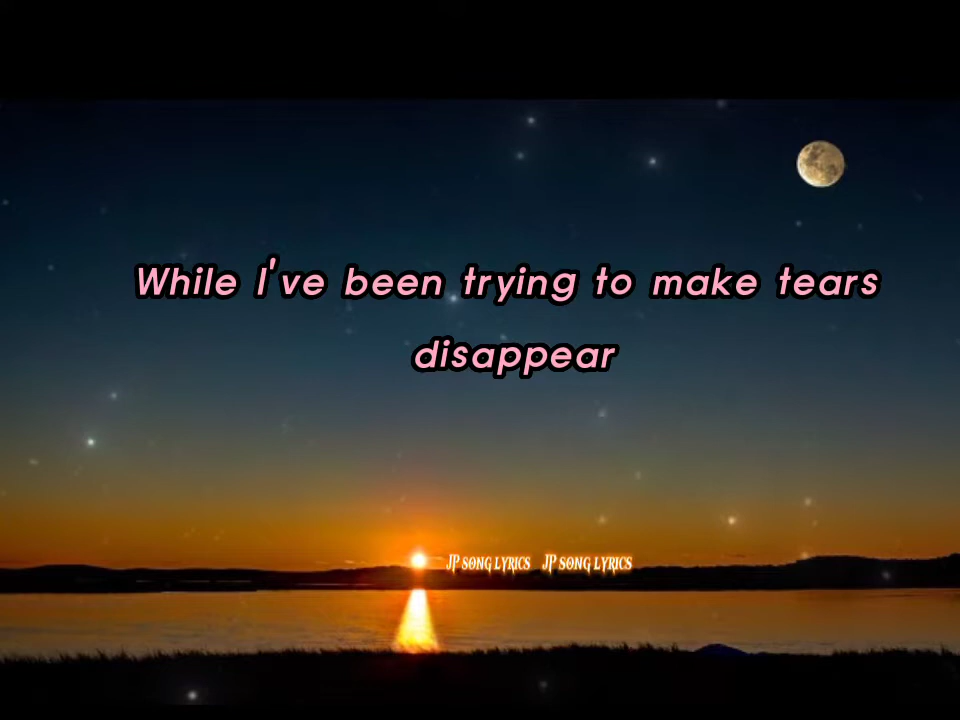 While I've been trying to make tears
disappear
JP SONG LYRICS JP SONG LYRICS